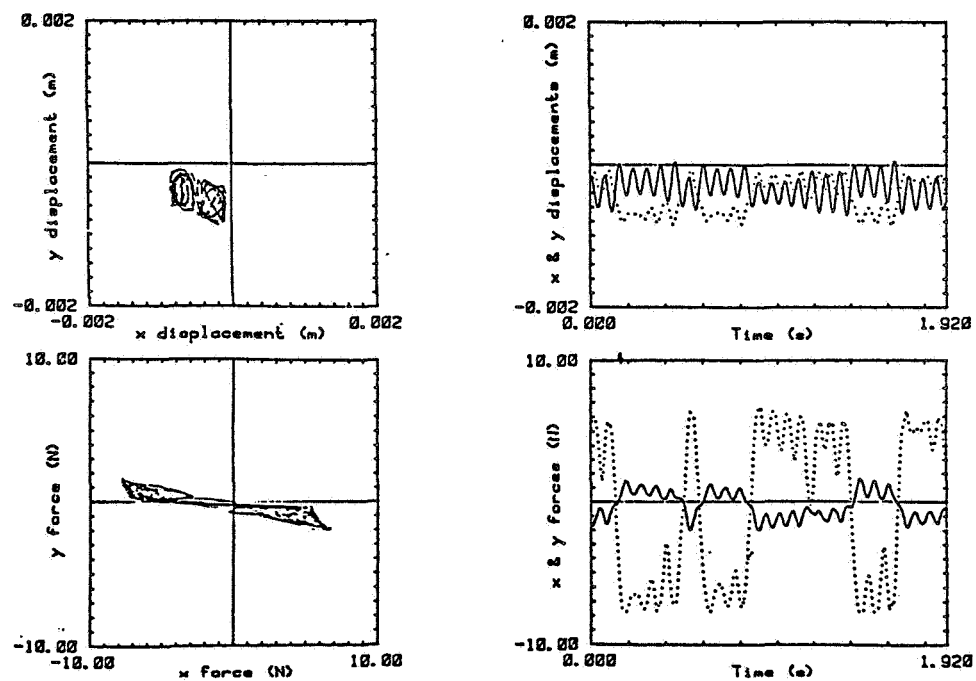 0.002
y displacement (m)
-0.002
-0.002
x displacement (m)
0.002
0.002
x & y displacements (m)
-0.002
0.000
Time (s)
1.920
10.00
y force (N)
-10.00
-10.00
x force (N)
10.00
10.00
x & y forces (N)
-10.00
0.000
Time (s)
1.920